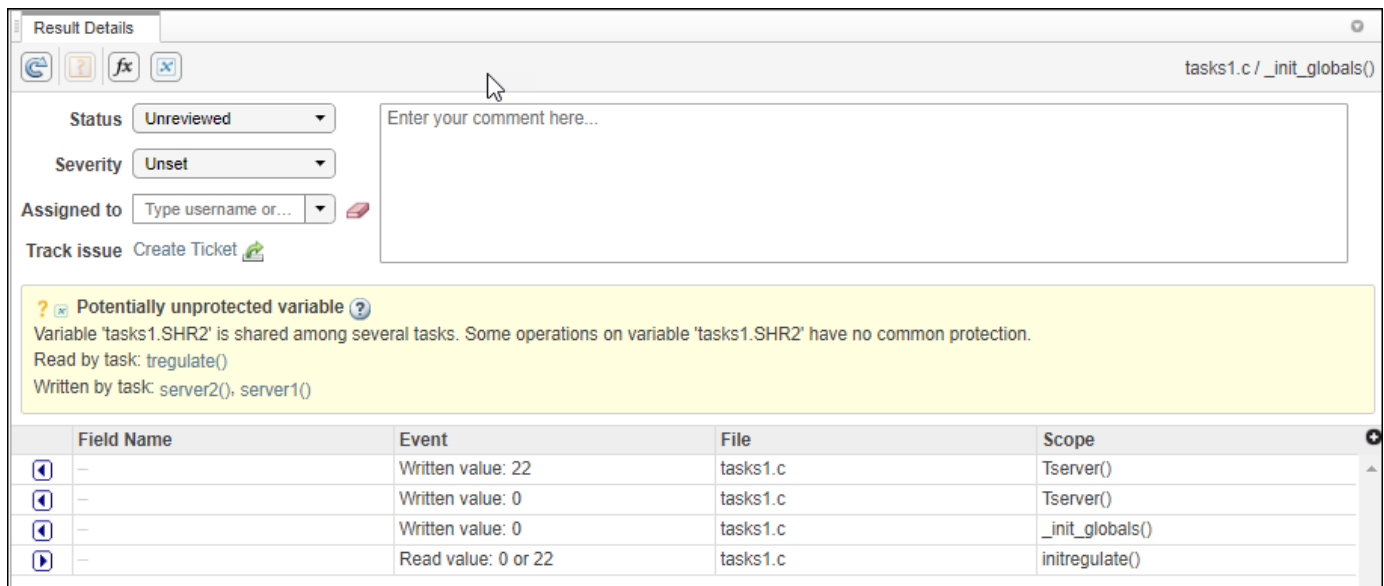 Result Details
fx x tasks1.c / _init_globals()
Status Unreviewed Enter your comment here...
Severity Unset
Assigned to Type username or...
Track issue Create Ticket
? x Potentially unprotected variable ?
Variable 'tasks1.SHR2' is shared among several tasks. Some operations on variable 'tasks1.SHR2' have no common protection.
Read by task: tregulate()
Written by task: server2(), server1()
Field Name Event File Scope
– Written value: 22 tasks1.c Tserver()
– Written value: 0 tasks1.c Tserver()
– Written value: 0 tasks1.c _init_globals()
– Read value: 0 or 22 tasks1.c initregulate()